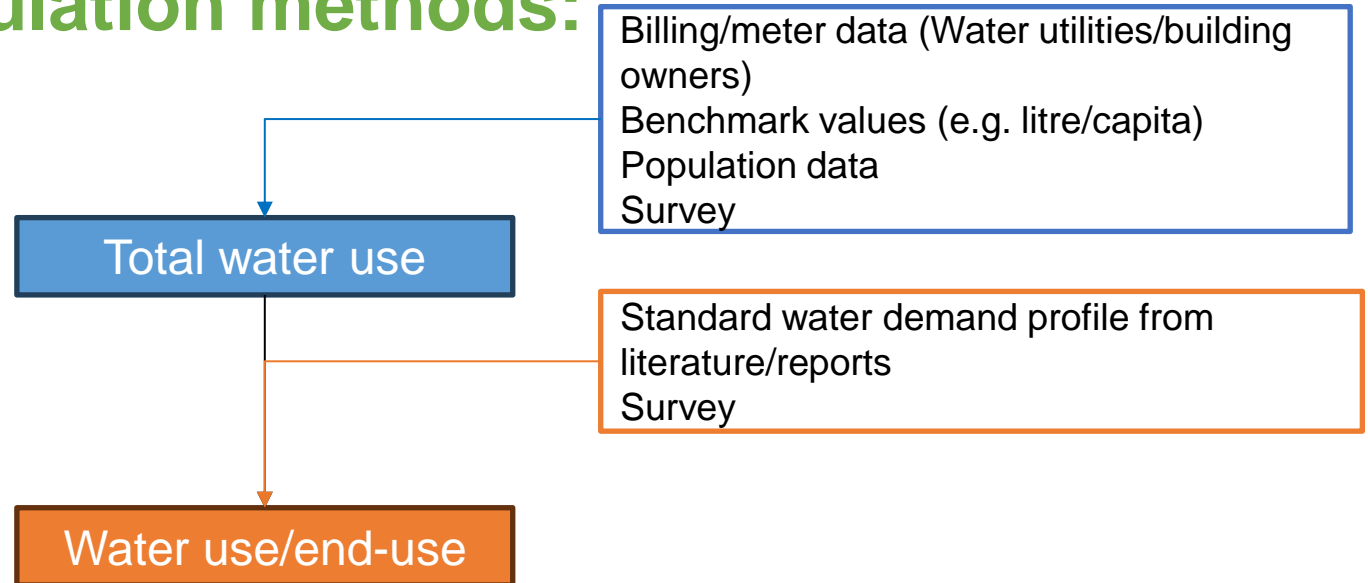 ulation methods:
Billing/meter data (Water utilities/building
owners)
Benchmark values (e.g. litre/capita)
Population data
Survey
Total water use
Standard water demand profile from
literature/reports
Survey
Water use/end-use